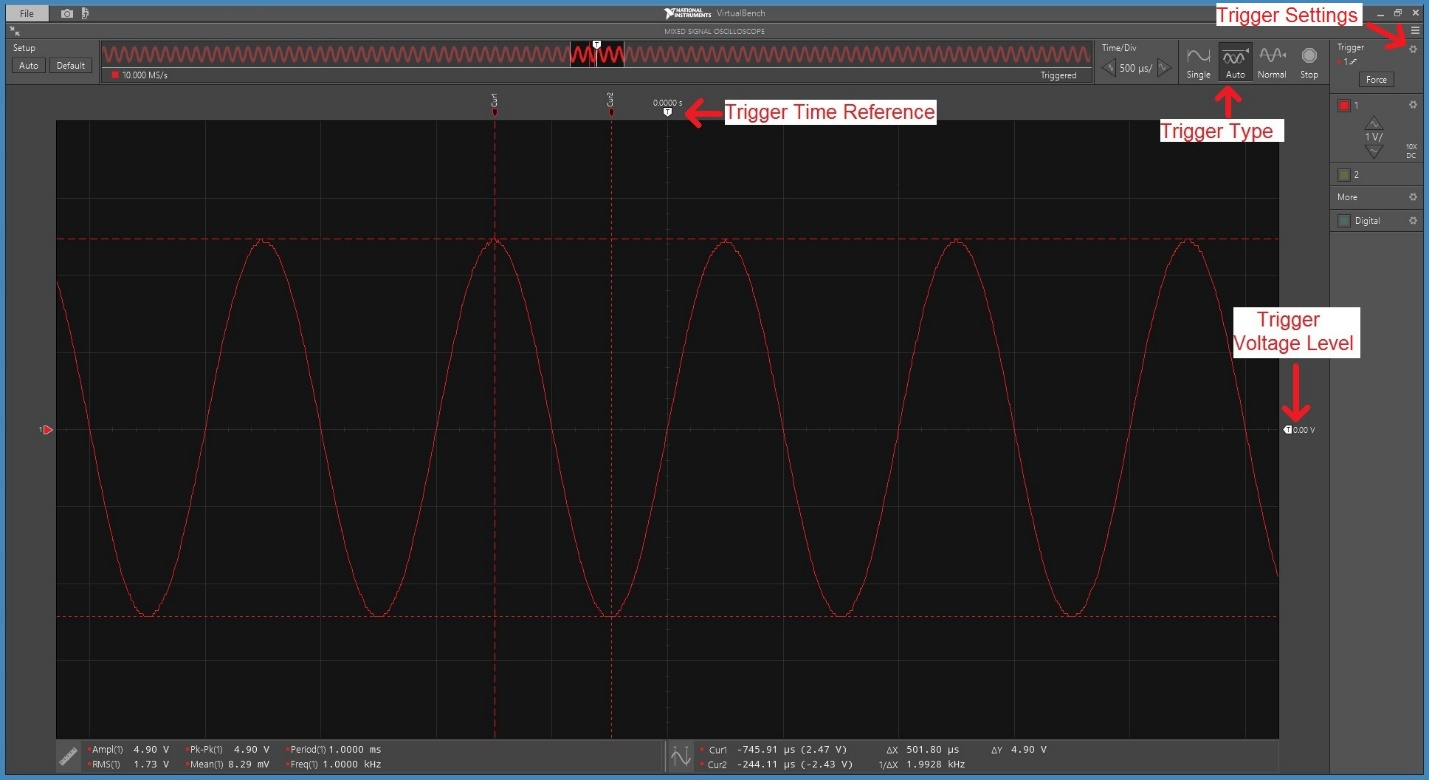 File
NATIONAL INSTRUMENTS VirtualBench
MIXED SIGNAL OSCILLOSCOPE
Trigger Settings
Setup
Auto Default
10.000 MS/s
Triggered
Time/Div
500 µs/
Single Auto Normal Stop
Trigger
1
Force
Cur1
Cur2
0.0000 s
T
Trigger Time Reference
Trigger Type
1
1 V/
10X
DC
2
More
Digital
Trigger
Voltage Level
1
T 0.00 V
Ampl(1) 4.90 V Pk-Pk(1) 4.90 V Period(1) 1.0000 ms
RMS(1) 1.73 V Mean(1) 8.29 mV Freq(1) 1.0000 kHz
Cur1 -745.91 µs (2.47 V) ΔX 501.80 µs ΔY 4.90 V
Cur2 -244.11 µs (-2.43 V) 1/ΔX 1.9928 kHz